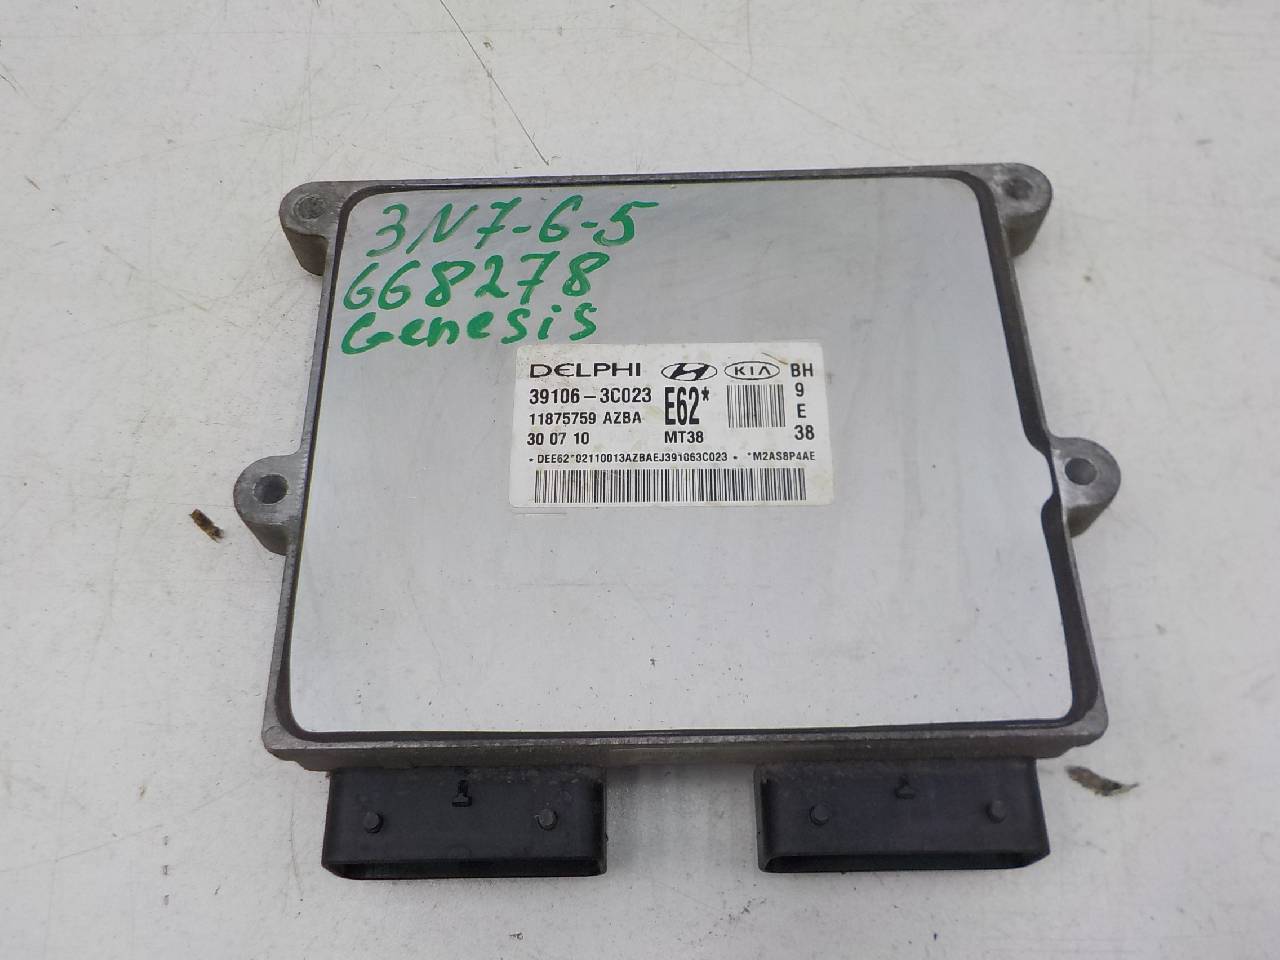 3N7-6-5
668278
Genesis
DELPHI KIA BH
39106-3C023 E62* 9
11875759 AZBA E
30 07 10 MT38 38
* DEE62*02110013AZBAEJ391063C023 * *M2AS8P4AE